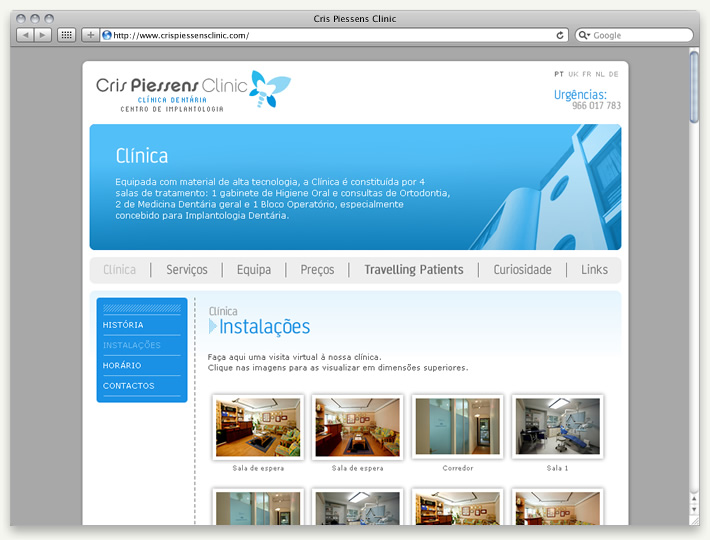 Cris Piessens Clinic
http://www.crispiessensclinic.com/
Google
Cris Piessens Clinic
CLÍNICA DENTÁRIA
CENTRO DE IMPLANTOLOGIA
PT UK FR NL DE
Urgências:
966 017 783
Clínica
Equipada com material de alta tecnologia, a Clínica é constituída por 4
salas de tratamento: 1 gabinete de Higiene Oral e consultas de Ortodontia,
2 de Medicina Dentária geral e 1 Bloco Operatório, especialmente
concebido para Implantologia Dentária.
Clínica Serviços Equipa Preços Travelling Patients Curiosidade Links
HISTÓRIA
INSTALAÇÕES
HORÁRIO
CONTACTOS
Clínica
Instalações
Faça aqui uma visita virtual à nossa clínica.
Clique nas imagens para as visualizar em dimensões superiores.
Sala de espera Sala de espera Corredor Sala 1